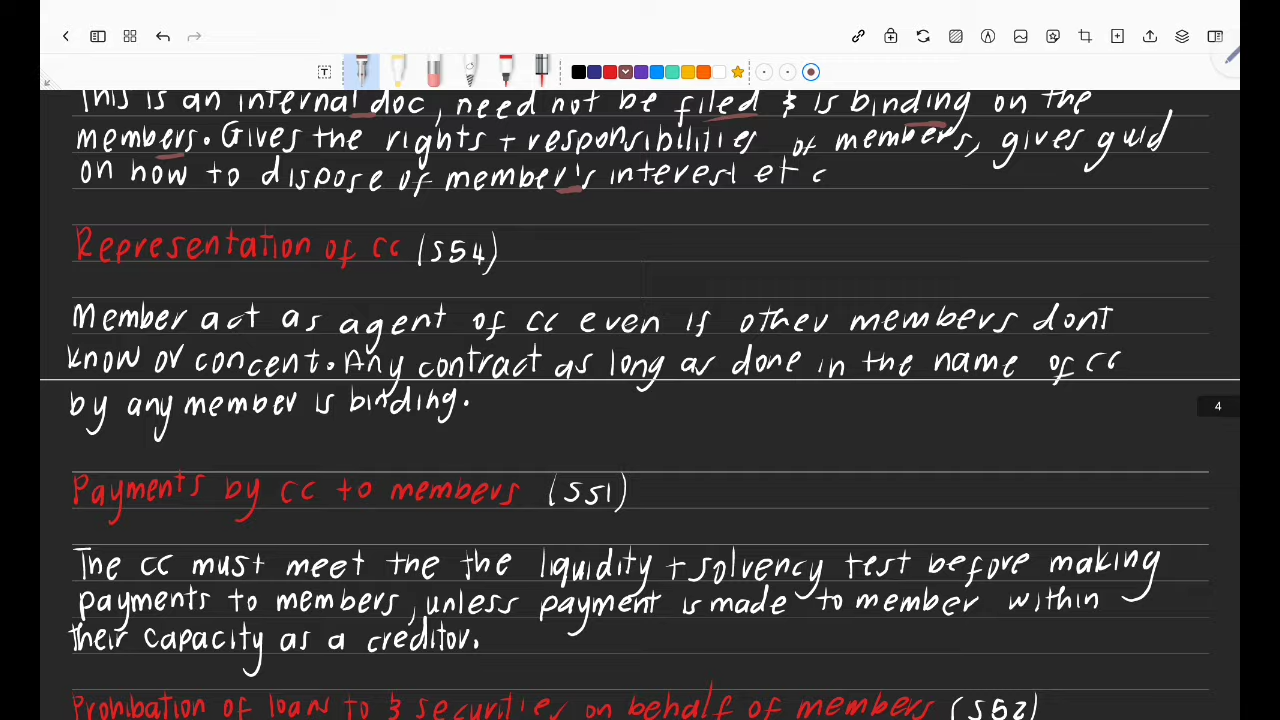 This is an internal doc, need not be filed & is binding on the
members. Gives the rights + responsibilities of members, gives guid
on how to dispose of member's interest et c
Representation of CC (S54)
Member act as agent of CC even if other members dont
know or concent. Any contract as long as done in the name of CC
4
by any member is binding.
Payments by CC to members (S51)
The CC must meet the the liquidity + solvency test before making
payments to members, unless payment is made to member within
their capacity as a creditor.
Prohibation of loans to & securities on behalf of members (S52)